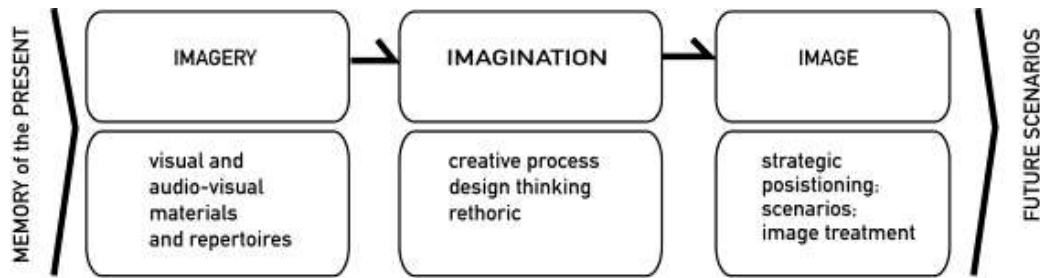 MEMORY of the PRESENT
IMAGERY
IMAGINATION
IMAGE
visual and
audio-visual
materials
and repertoires
creative process
design thinking
rethoric
strategic
posistioning;
scenarios;
image treatment
FUTURE SCENARIOS